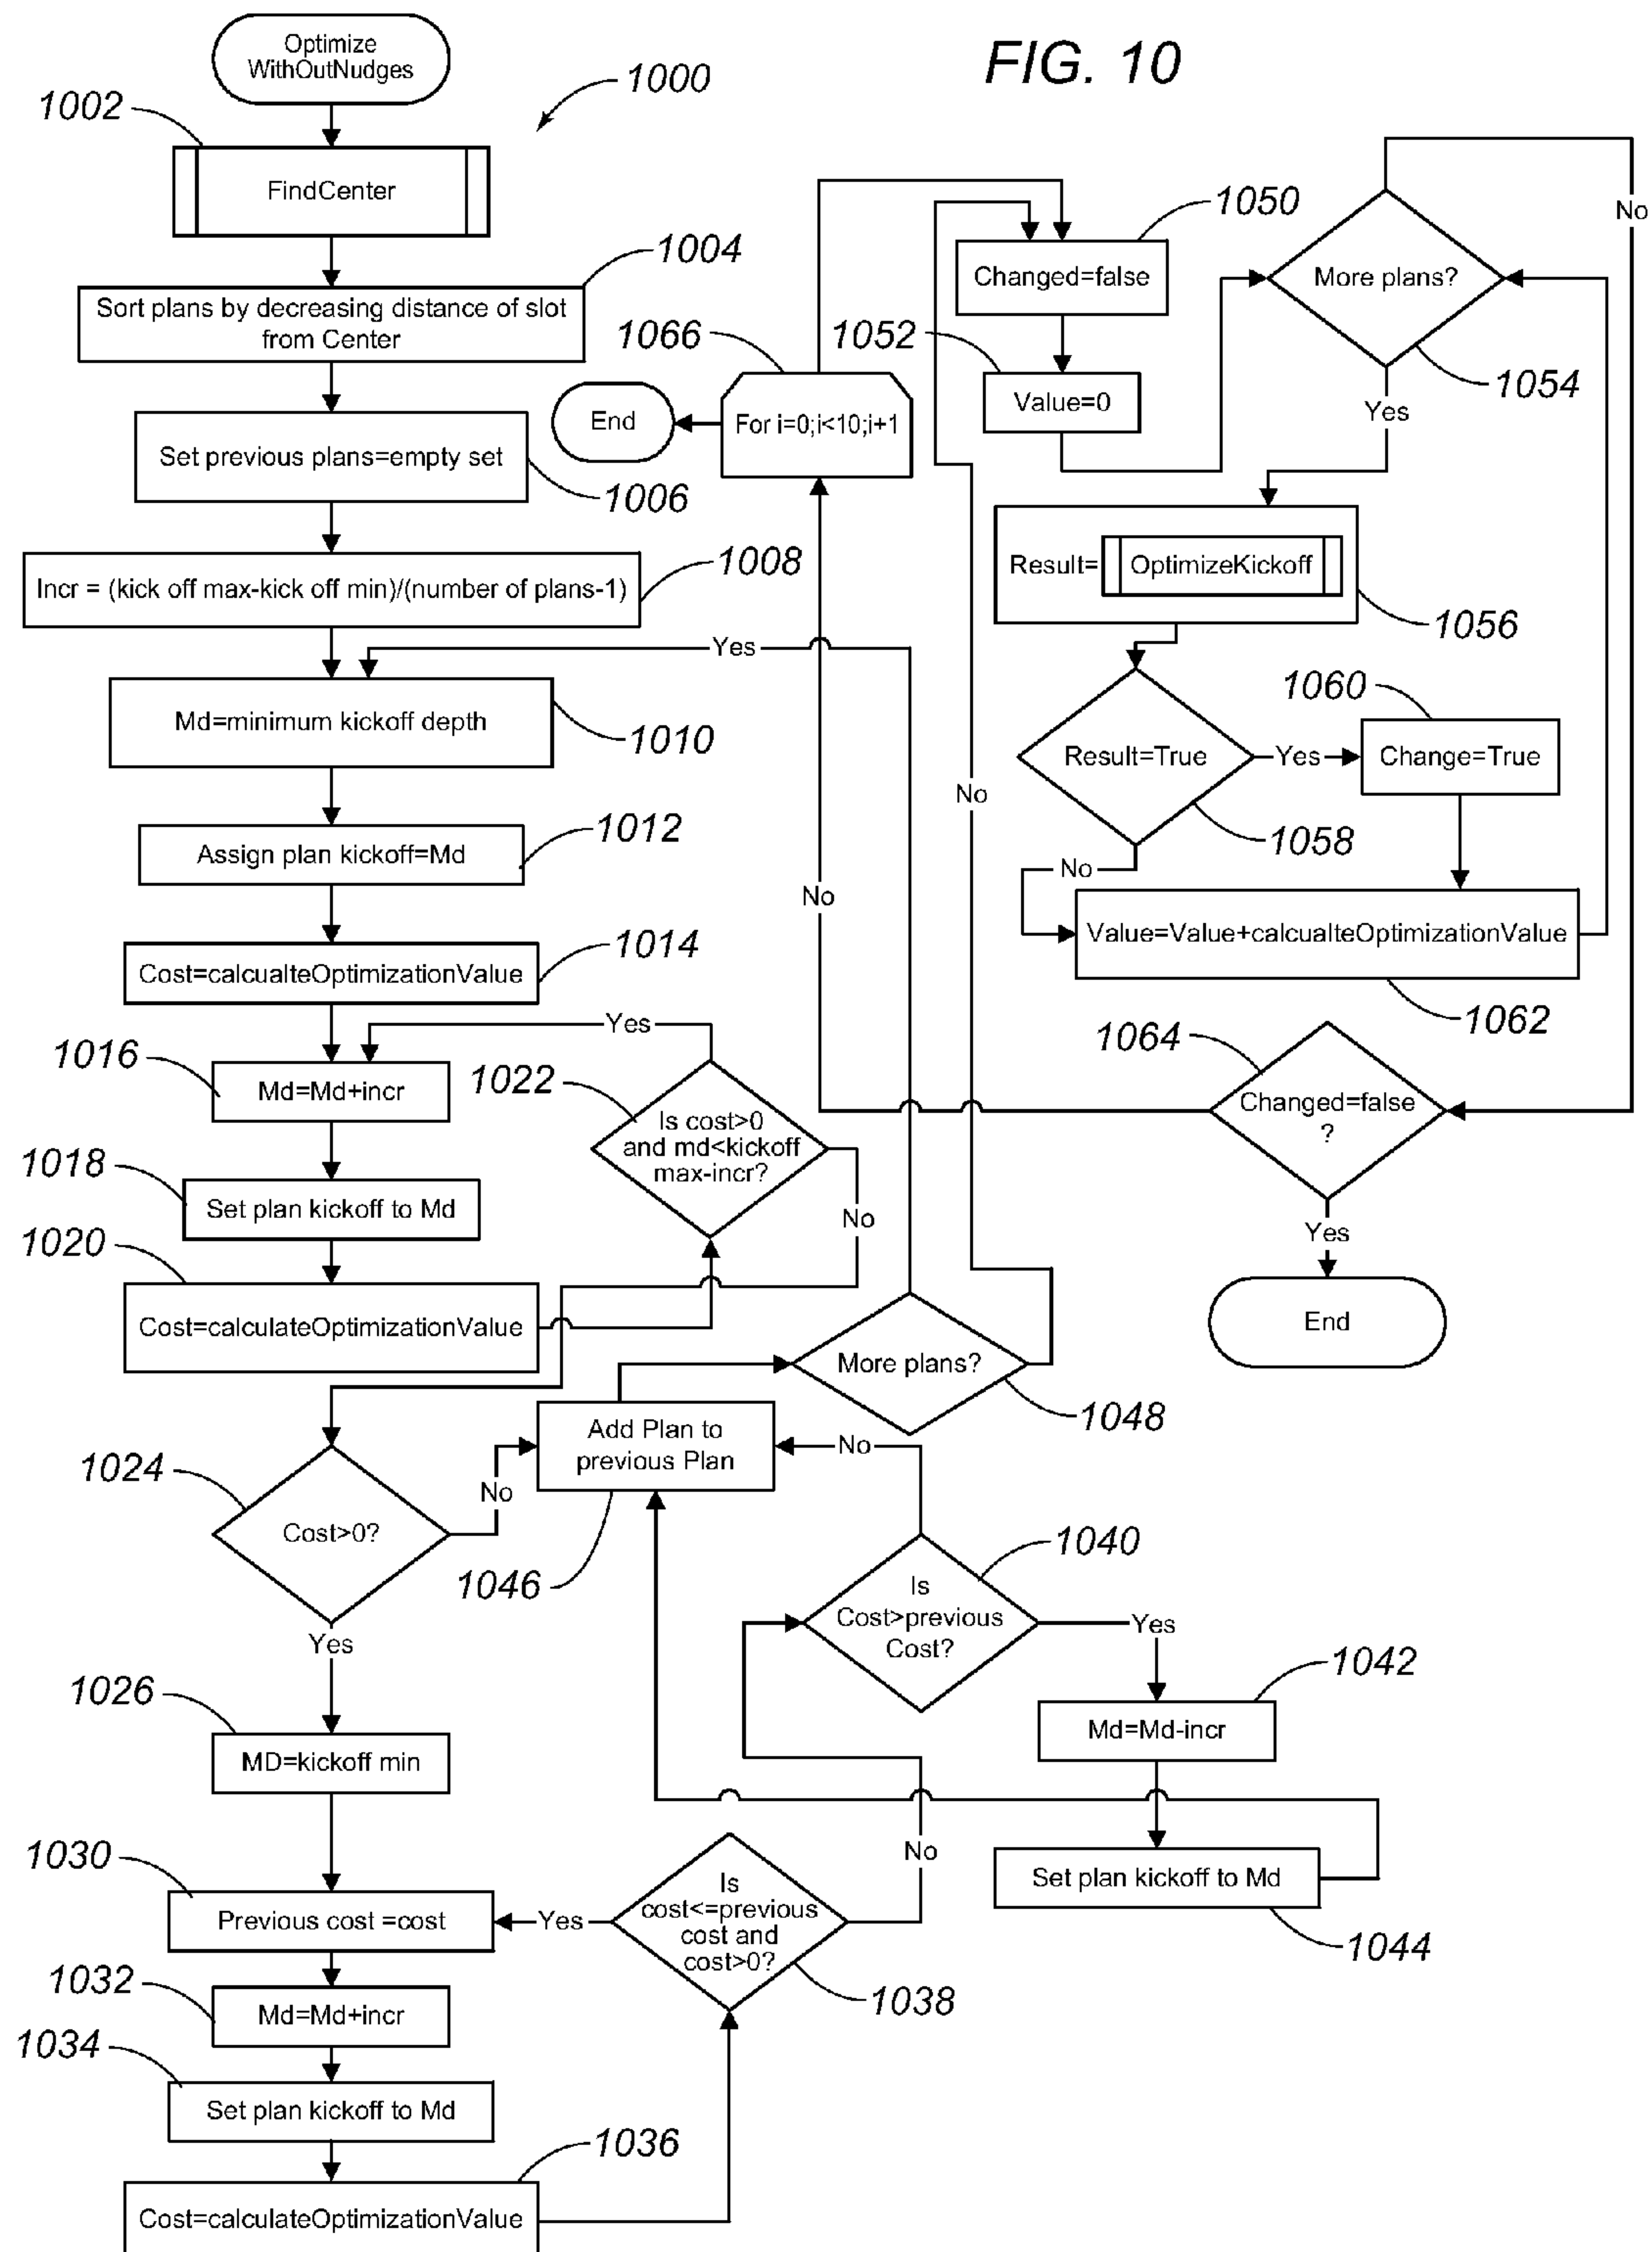 FIG. 10
Optimize
WithOutNudges
1000
1002
FindCenter
1004
Sort plans by decreasing distance of slot
from Center
Set previous plans=empty set
1006
Incr = (kick off max-kick off min)/(number of plans-1)
1008
Yes
Md=minimum kickoff depth
1010
Assign plan kickoff=Md
1012
Cost=calcualteOptimizationValue
1014
Yes
1016
Md=Md+incr
1022
Is cost>0
and md<kickoff
max-incr?
No
1018
Set plan kickoff to Md
1020
Cost=calculateOptimizationValue
1024
Cost>0?
No
Yes
1026
MD=kickoff min
1030
Previous cost =cost
1032
Md=Md+incr
1034
Set plan kickoff to Md
1036
Cost=calculateOptimizationValue
Is
cost<=previous
cost and
cost>0?
Yes
1038
No
Is
Cost>previous
Cost?
1040
No
Yes
1042
Md=Md-incr
Set plan kickoff to Md
1044
Add Plan to
previous Plan
1046
More plans?
1048
No
1050
Changed=false
1052
Value=0
More plans?
1054
No
Yes
Result=
OptimizeKickoff
1056
Result=True
1058
Yes
1060
Change=True
No
Value=Value+calcualteOptimizationValue
1062
1064
Changed=false
?
No
Yes
End
1066
For i=0;i<10;i+1
End